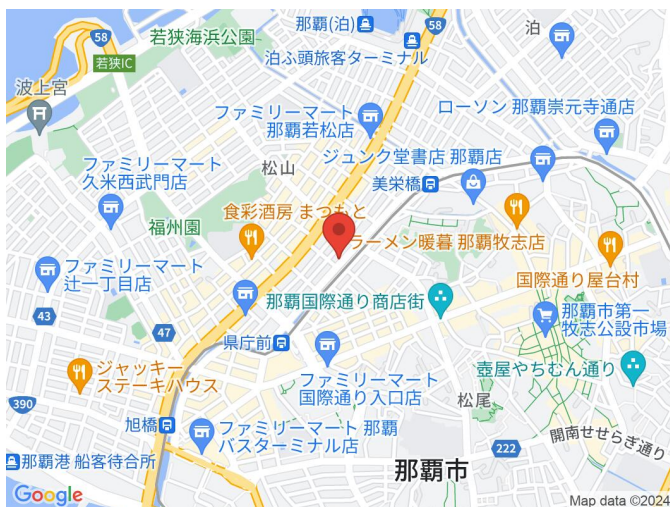 那覇(泊)
58
泊
58
若狭海浜公園
泊ふ頭旅客ターミナル
若狭IC
波上宮
ファミリーマート
那覇若松店
ローソン 那覇崇元寺通店
松山
ジュンク堂書店 那覇店
ファミリーマート
久米西武門店
美栄橋
福州園
食彩酒房 まつもと
ラーメン暖暮 那覇牧志店
ファミリーマート
辻一丁目店
国際通り屋台村
那覇国際通り商店街
43
那覇市第一
牧志公設市場
47
県庁前
ジャッキー
ステーキハウス
ファミリーマート
国際通り入口店
壺屋やちむん通り
390
松尾
旭橋
ファミリーマート 那覇
バスターミナル店
開南せせらぎ通り
222
那覇港 船客待合所
那覇市
Google
Map data ©2024